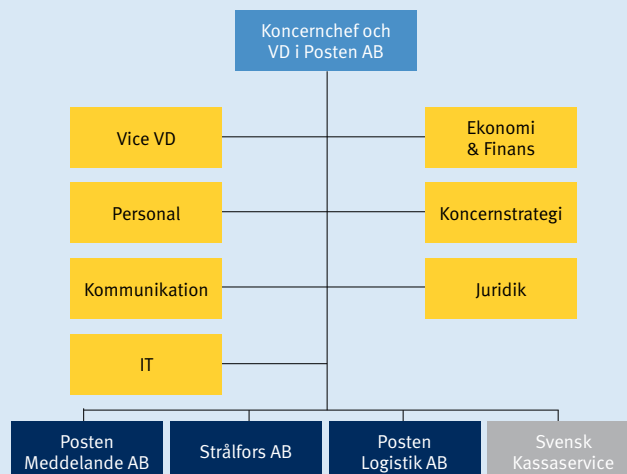 Koncernchef och
VD i Posten AB
Vice VD
Ekonomi
& Finans
Personal
Koncernstrategi
Kommunikation
Juridik
IT
Posten
Meddelande AB
Strålfors AB
Posten
Logistik AB
Svensk
Kassaservice